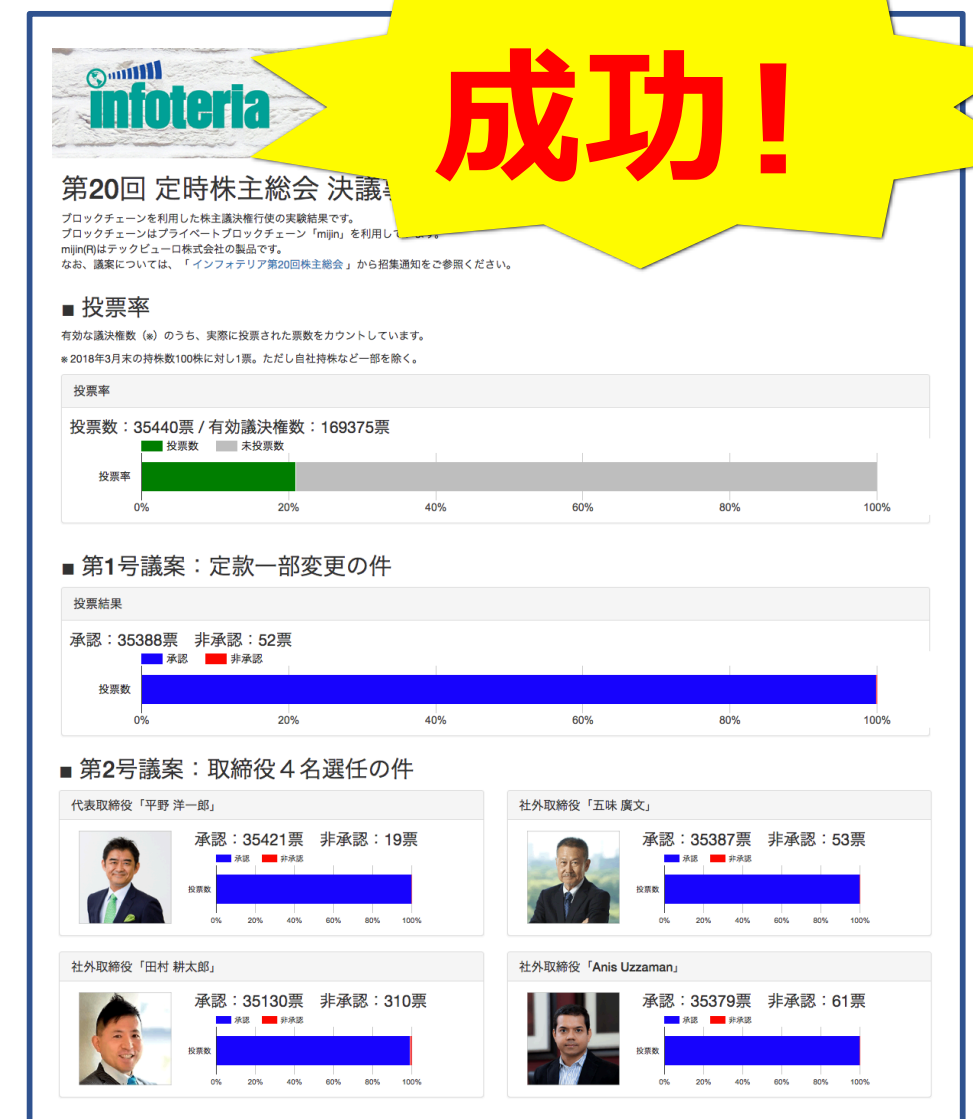 infoteria
成功！
第20回 定時株主総会 決議
ブロックチェーンを利用した株主議決権行使の実験結果です。
ブロックチェーンはプライベートブロックチェーン「mijin」を利用して
mijin(R)はテックビューロ株式会社の製品です。
なお、議案については、「 インフォテリア第20回株主総会 」から招集通知をご参照ください。
■ 投票率
有効な議決権数（※）のうち、実際に投票された票数をカウントしています。
※ 2018年3月末の持株数100株に対し1票。ただし自社持株など一部を除く。
投票率
投票数：35440票 / 有効議決権数：169375票
投票数 未投票数
投票率
0% 20% 40% 60% 80% 100%
■ 第1号議案：定款一部変更の件
投票結果
承認：35388票 非承認：52票
承認 非承認
投票数
0% 20% 40% 60% 80% 100%
■ 第2号議案：取締役４名選任の件
代表取締役「平野 洋一郎」
承認：35421票 非承認：19票
承認 非承認
投票数
0% 20% 40% 60% 80% 100%
社外取締役「五味 廣文」
承認：35387票 非承認：53票
承認 非承認
投票数
0% 20% 40% 60% 80% 100%
社外取締役「田村 耕太郎」
承認：35130票 非承認：310票
承認 非承認
投票数
0% 20% 40% 60% 80% 100%
社外取締役「Anis Uzzaman」
承認：35379票 非承認：61票
承認 非承認
投票数
0% 20% 40% 60% 80% 100%